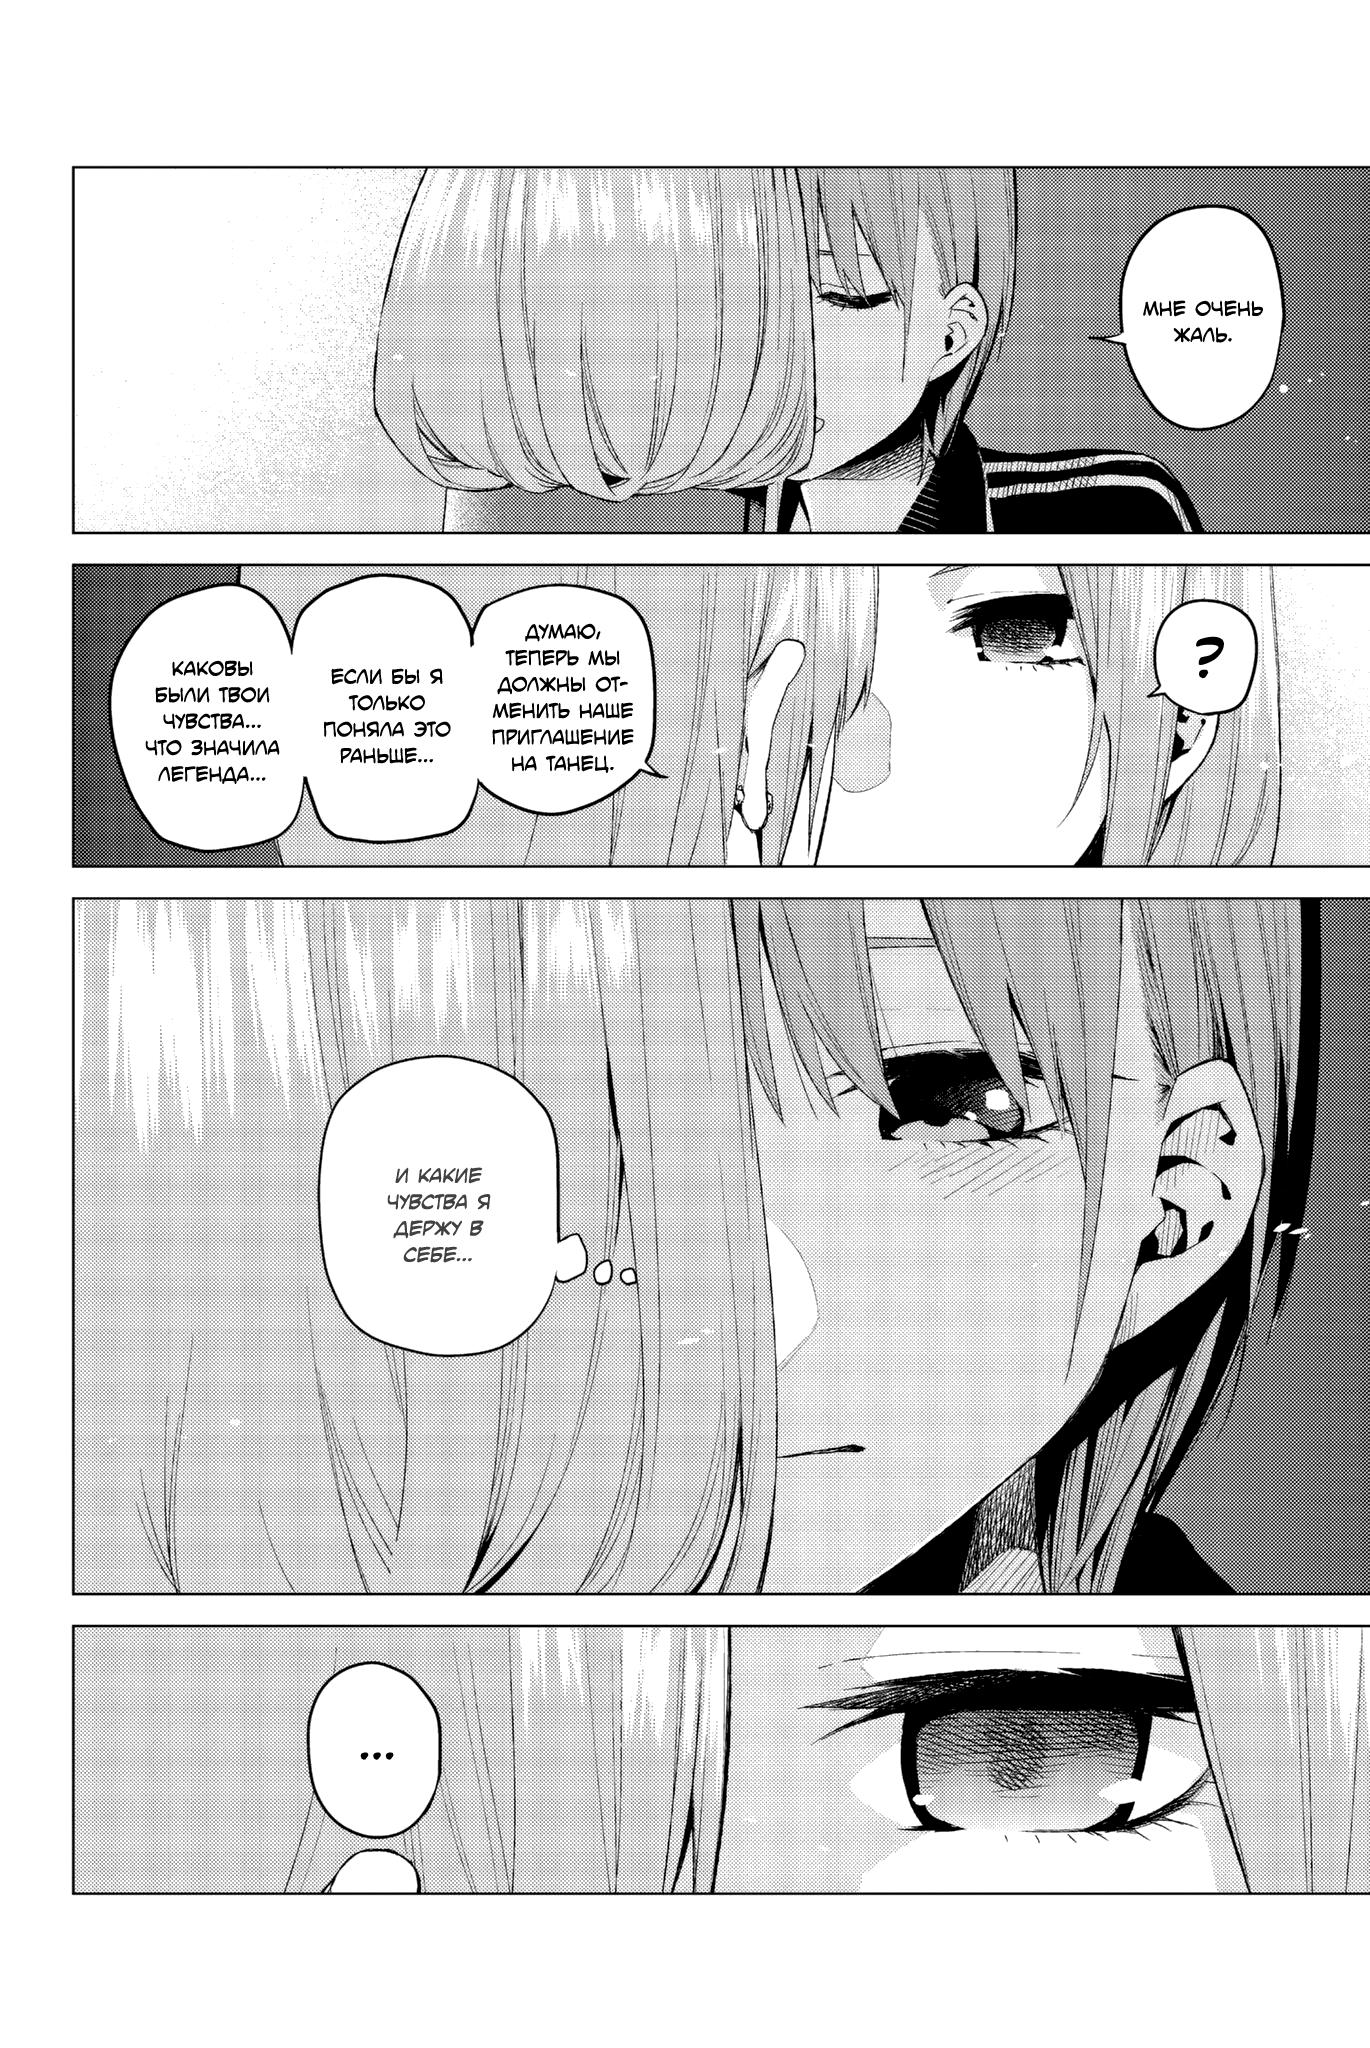 МНЕ ОЧЕНЬ
ЖАЛЬ.
?
ДУМАЮ,
ТЕПЕРЬ МЫ
ДОЛЖНЫ ОТ-
МЕНИТЬ НАШЕ
ПРИГЛАШЕНИЕ
НА ТАНЕЦ.
ЕСЛИ БЫ Я
ТОЛЬКО
ПОНЯЛА ЭТО
РАНЬШЕ...
КАКОВЫ
БЫЛИ ТВОИ
ЧУВСТВА...
ЧТО ЗНАЧИЛА
ЛЕГЕНДА...
И КАКИЕ
ЧУВСТВА Я
ДЕРЖУ В
СЕБЕ...
...